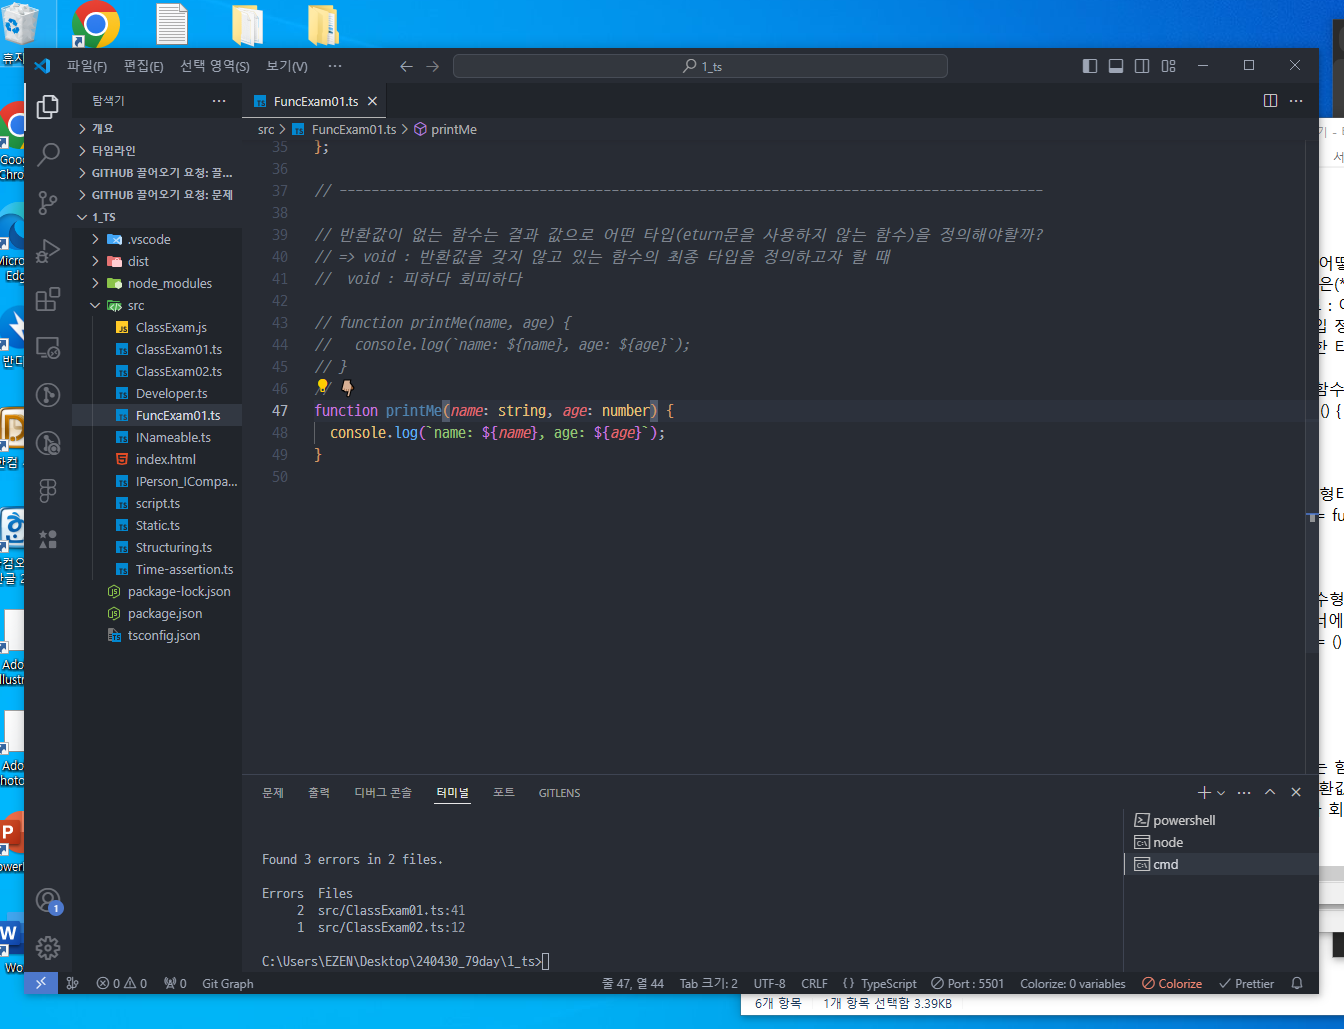 휴지
파일(F) 편집(E) 선택 영역(S) 보기(V) ··· 1_ts
탐색기 ···
FuncExam01.ts
src > FuncExam01.ts > printMe
개요
타임라인
GITHUB 끌어오기 요청: 끌...
GITHUB 끌어오기 요청: 문제
1_TS
.vscode
dist
node_modules
src
ClassExam.js
ClassExam01.ts
ClassExam02.ts
Developer.ts
FuncExam01.ts
INameable.ts
index.html
IPerson_ICompa...
script.ts
Static.ts
Structuring.ts
Time-assertion.ts
package-lock.json
package.json
tsconfig.json
35 };
36
37 // ----------------------------------------------------------------------------------------
38
39 // 반환값이 없는 함수는 결과 값으로 어떤 타입(eturn문을 사용하지 않는 함수)을 정의해야할까?
40 // => void : 반환값을 갖지 않고 있는 함수의 최종 타입을 정의하고자 할 때
41 //  void : 피하다 회피하다
42
43 // function printMe(name, age) {
44 //   console.log(`name: ${name}, age: ${age}`);
45 // }
46 // 👇
47 function printMe(name: string, age: number) {
48   console.log(`name: ${name}, age: ${age}`);
49 }
50
문제 출력 디버그 콘솔 터미널 포트 GITLENS
Found 3 errors in 2 files.
Errors  Files
2  src/ClassExam01.ts:41
1  src/ClassExam02.ts:12
C:\Users\EZEN\Desktop\240430_79day\1_ts>
powershell
node
cmd
0 0 0 Git Graph 줄 47, 열 44 Tab 크기: 2 UTF-8 CRLF {} TypeScript Port : 5501 Colorize: 0 variables Colorize Prettier
6개 항목 1개 항목 선택함 3.39KB